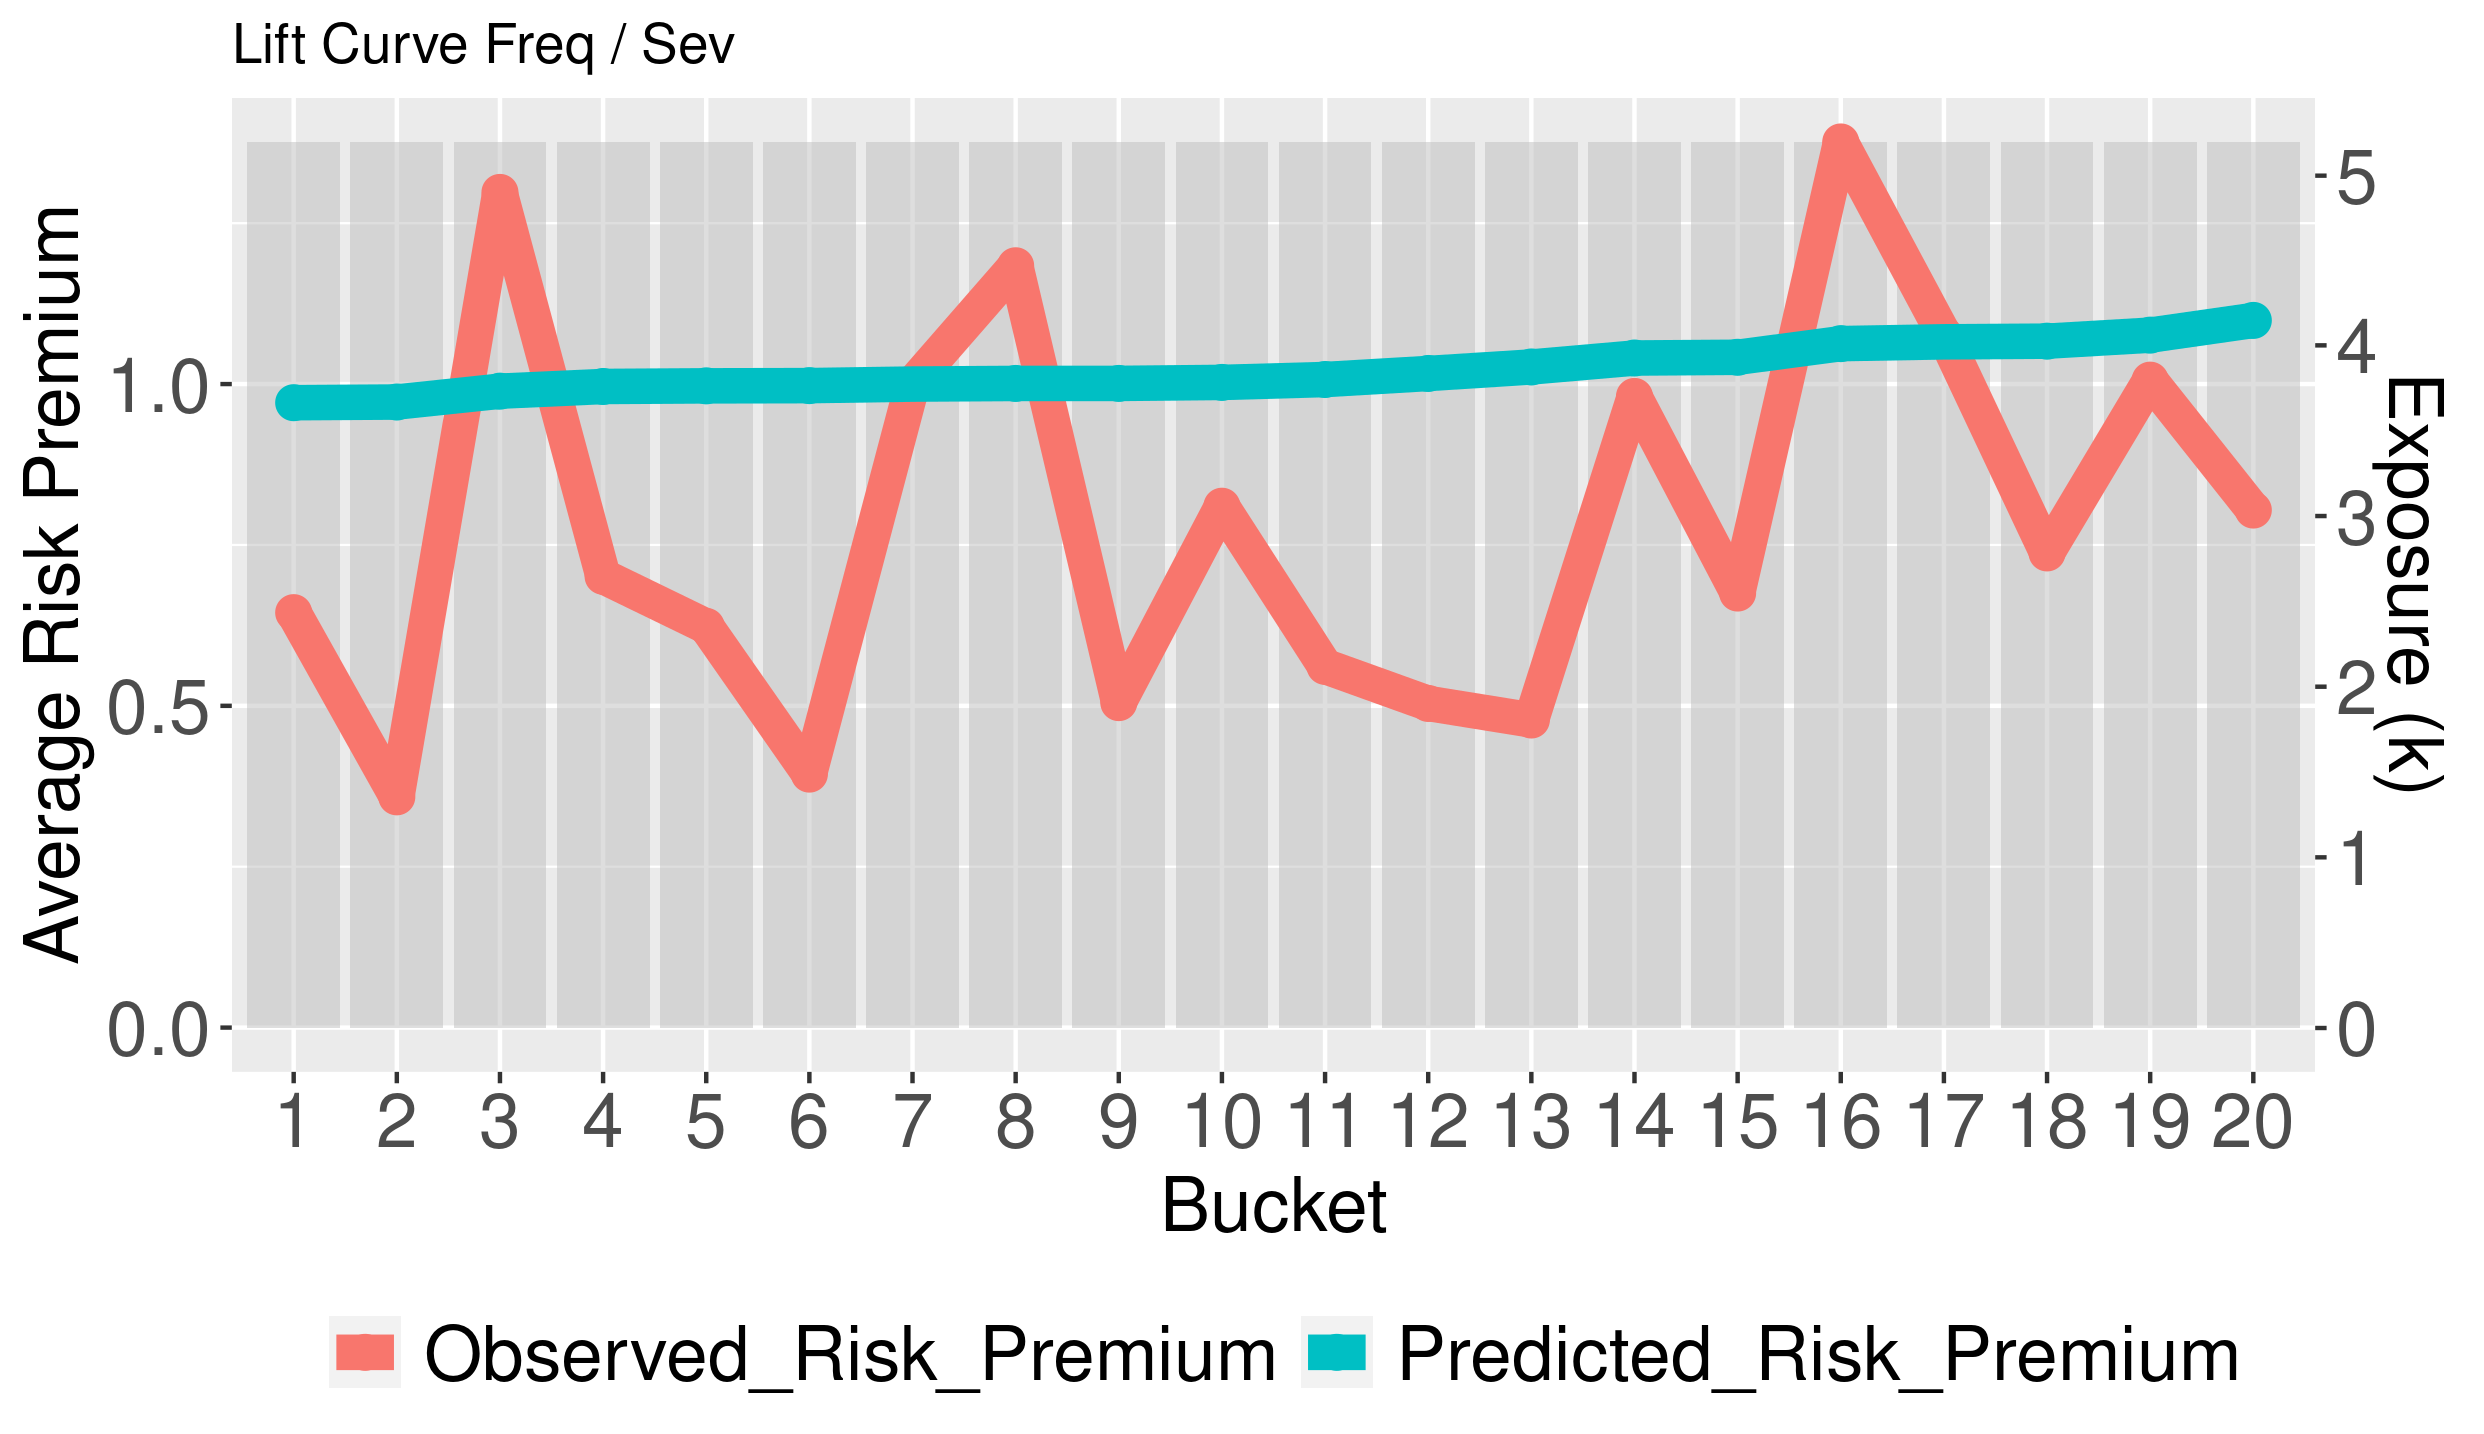 Lift Curve Freq / Sev
Average Risk Premium
1.0
0.5
0.0
5
4
3
2
1
0
Exposure (k)
1 2 3 4 5 6 7 8 9 10 11 12 13 14 15 16 17 18 19 20
Bucket
Observed_Risk_Premium Predicted_Risk_Premium